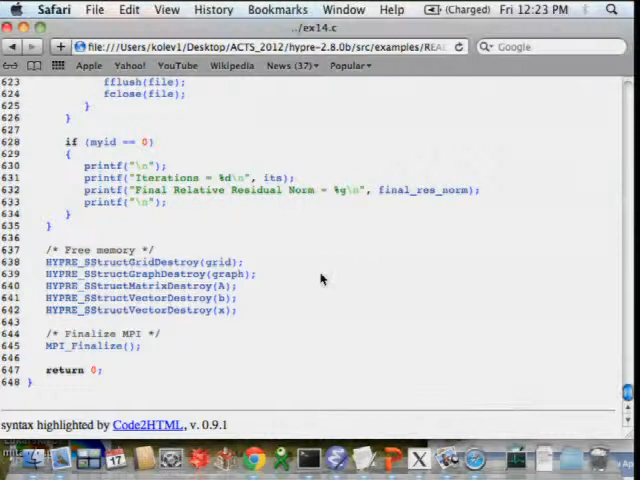 Safari File Edit View History Bookmarks Window Help (Charged) Fri 12:23 PM
../ex14.c
file:///Users/kolev1/Desktop/ACTS_2012/hypre-2.8.0b/src/examples/REA
Google
Apple Yahoo! YouTube Wikipedia News (37) Popular
623 fflush(file);
624 fclose(file);
625 }
626 }
627
628 if (myid == 0)
629 {
630 printf("\n");
631 printf("Iterations = %d\n", its);
632 printf("Final Relative Residual Norm = %g\n", final_res_norm);
633 printf("\n");
634 }
635 }
636
637 /* Free memory */
638 HYPRE_SStructGridDestroy(grid);
639 HYPRE_SStructGraphDestroy(graph);
640 HYPRE_SStructMatrixDestroy(A);
641 HYPRE_SStructVectorDestroy(b);
642 HYPRE_SStructVectorDestroy(x);
643
644 /* Finalize MPI */
645 MPI_Finalize();
646
647 return 0;
648 }
syntax highlighted by Code2HTML, v. 0.9.1
17